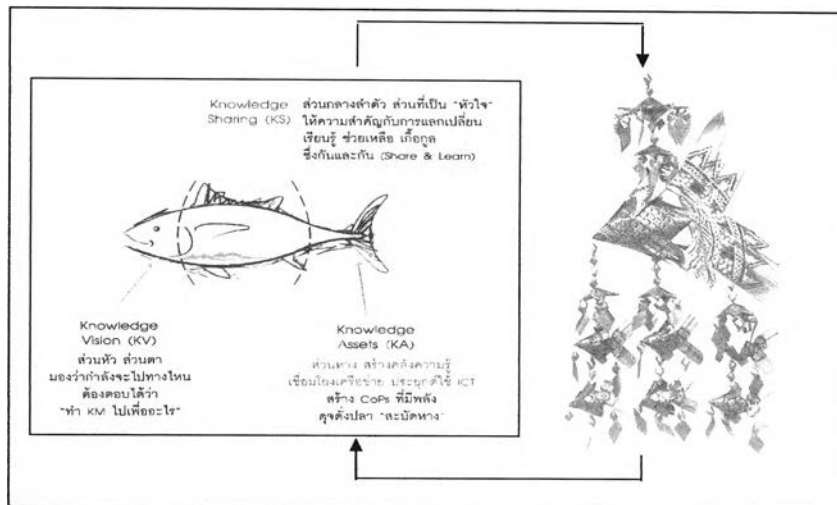 Knowledge
Sharing (KS)
ส่วนกลางลำตัว ส่วนที่เป็น "หัวใจ"
ให้ความสำคัญกับการแลกเปลี่ยน
เรียนรู้ ช่วยเหลือ เกื้อกูล
ซึ่งกันและกัน (Share & Learn)
Knowledge
Vision (KV)
ส่วนหัว ส่วนตา
มองว่ากำลังจะไปทางไหน
ต้องตอบได้ว่า
"ทำ KM ไปเพื่ออะไร"
Knowledge
Assets (KA)
ส่วนหาง สร้างคลังความรู้
เชื่อมโยงเครือข่าย ประยุกต์ใช้ ICT
สร้าง CoPs ที่มีพลัง
ดุจดั่งปลา "สะบัดหาง"